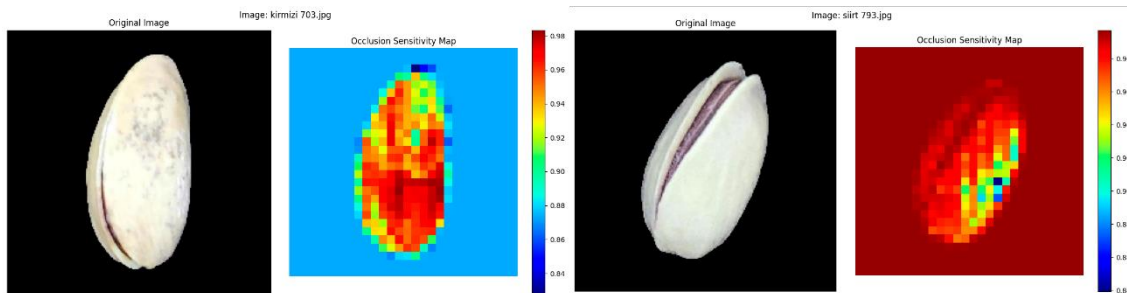 Image: kirmizi 703.jpg
Original Image
Occlusion Sensitivity Map
0.98
0.96
0.94
0.92
0.90
0.88
0.86
0.84
Image: siirt 793.jpg
Original Image
Occlusion Sensitivity Map